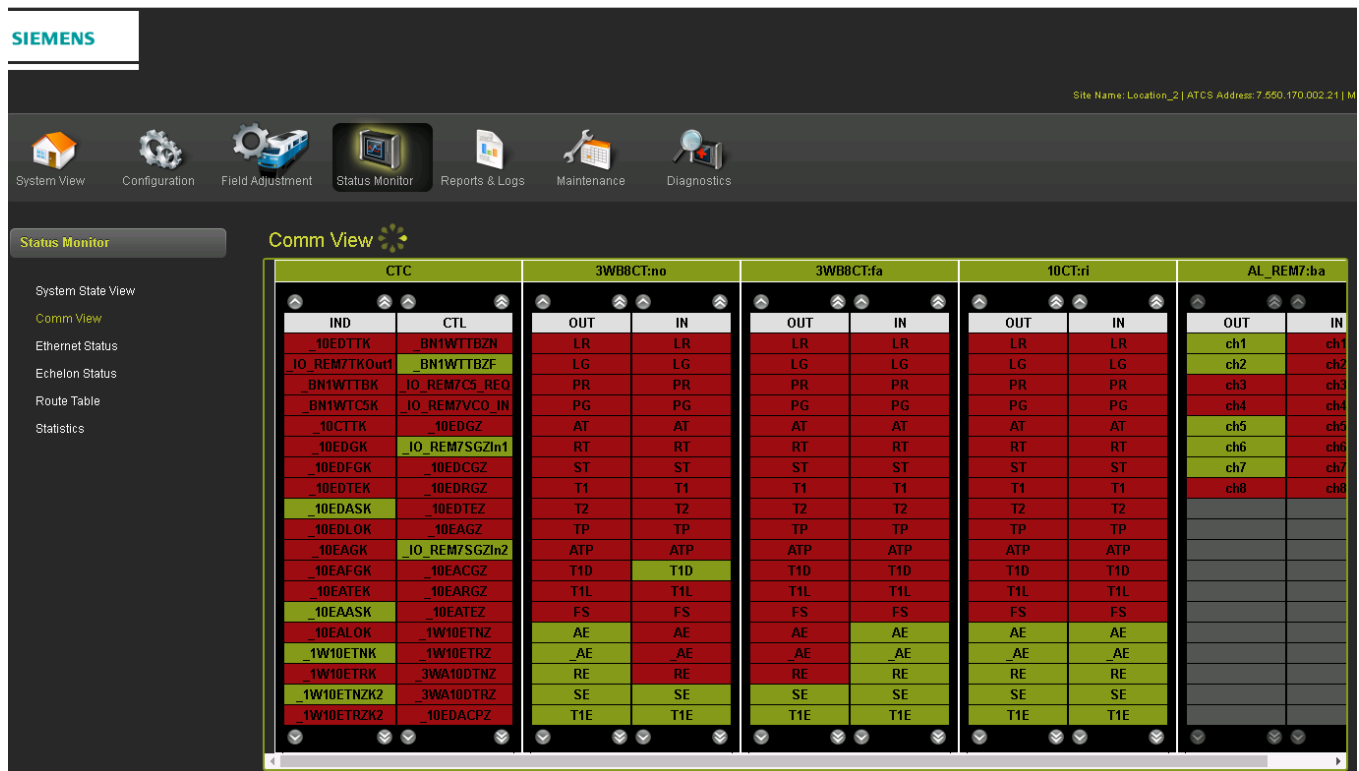 SIEMENS
Site Name: Location_2 | ATCS Address: 7.550.170.002.21 | M
System View Configuration Field Adjustment Status Monitor Reports & Logs Maintenance Diagnostics
Status Monitor
System State View
Comm View
Ethernet Status
Echelon Status
Route Table
Statistics
Comm View
CTC 3WB8CT:no 3WB8CT:fa 10CT:ri AL_REM7:ba
IND CTL OUT IN OUT IN OUT IN OUT IN
_10EDTTK _BN1WTTBZN LR LR LR LR LR LR ch1 ch1
_IO_REM7TKOut1 _BN1WTTBZF LG LG LG LG LG LG ch2 ch2
_BN1WTTBK _IO_REM7C5_REQ PR PR PR PR PR PR ch3 ch3
_BN1WTC5K _IO_REM7VCO_IN PG PG PG PG PG PG ch4 ch4
_10CTTK _10EDGZ AT AT AT AT AT AT ch5 ch5
_10EDGK _IO_REM7SGZIn1 RT RT RT RT RT RT ch6 ch6
_10EDFGK _10EDCGZ ST ST ST ST ST ST ch7 ch7
_10EDTEK _10EDRGZ T1 T1 T1 T1 T1 T1 ch8 ch8
_10EDASK _10EDTEZ T2 T2 T2 T2 T2 T2
_10EDLOK _10EAGZ TP TP TP TP TP TP
_10EAGK _IO_REM7SGZIn2 ATP ATP ATP ATP ATP ATP
_10EAFGK _10EACGZ T1D T1D T1D T1D T1D T1D
_10EATEK _10EARGZ T1L T1L T1L T1L T1L T1L
_10EAASK _10EATEZ FS FS FS FS FS FS
_10EALOK _1W10ETNZ AE AE AE AE AE AE
_1W10ETNK _1W10ETRZ _AE _AE _AE _AE _AE _AE
_1W10ETRK _3WA10DTNZ RE RE RE RE RE RE
_1W10ETNZK2 _3WA10DTRZ SE SE SE SE SE SE
_1W10ETRZK2 _10EDACPZ T1E T1E T1E T1E T1E T1E